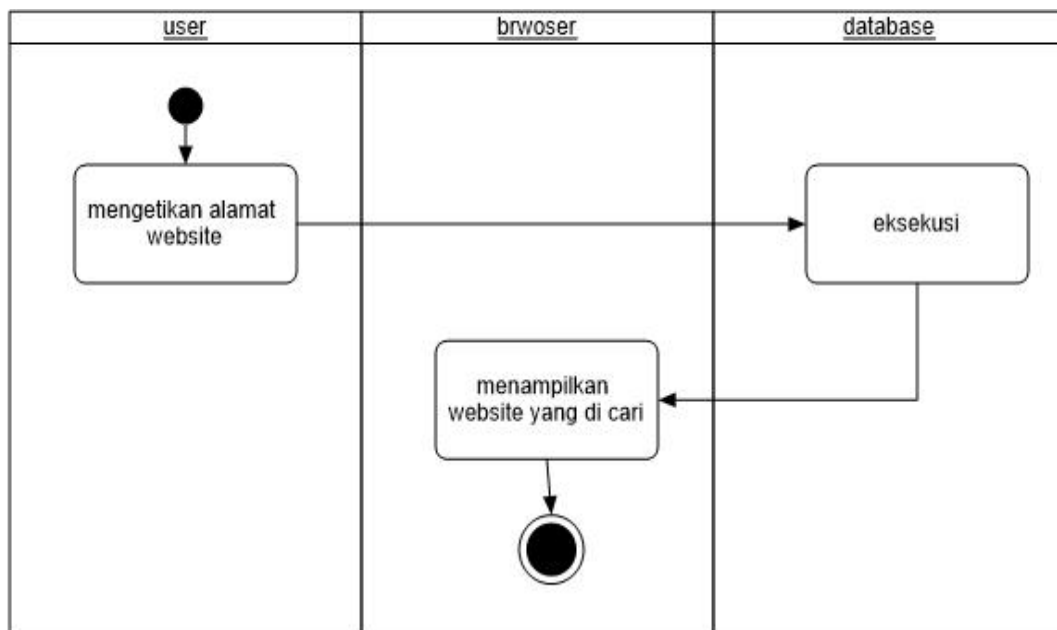 user
brwoser
database
mengetikan alamat
website
eksekusi
menampilkan
website yang di cari